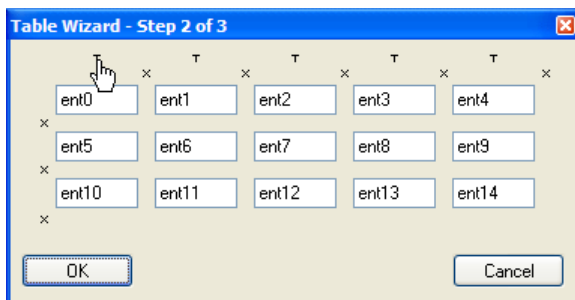 Table Wizard - Step 2 of 3
T T T T T
x x x x x
ent0 ent1 ent2 ent3 ent4
x
ent5 ent6 ent7 ent8 ent9
x
ent10 ent11 ent12 ent13 ent14
x
OK Cancel